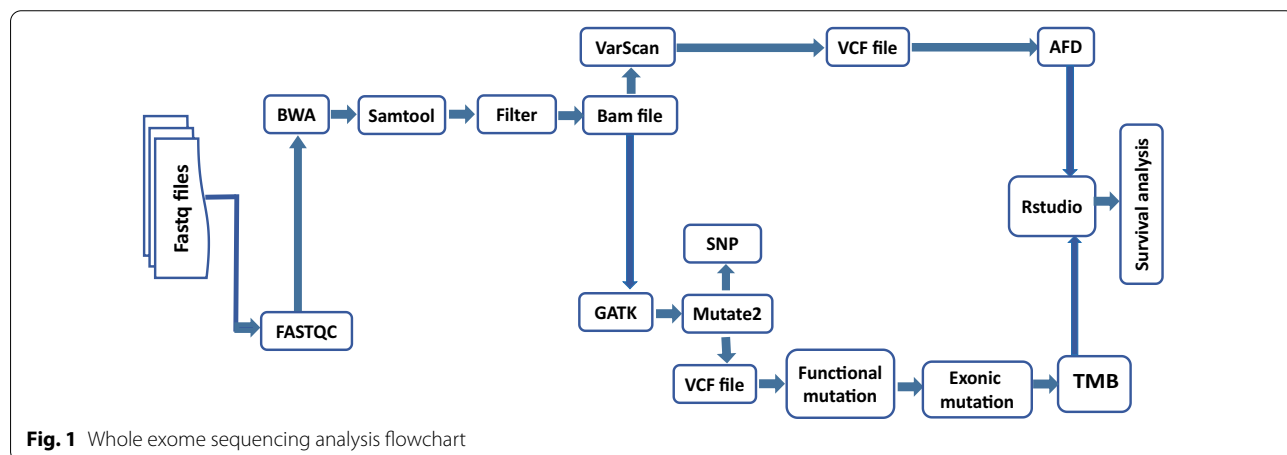 VarScan
VCF file
AFD
BWA
Samtool
Filter
Bam file
Fastq files
Survival analysis
Rstudio
SNP
GATK
Mutate2
FASTQC
VCF file
Functional
mutation
Exonic
mutation
TMB
Fig. 1 Whole exome sequencing analysis flowchart